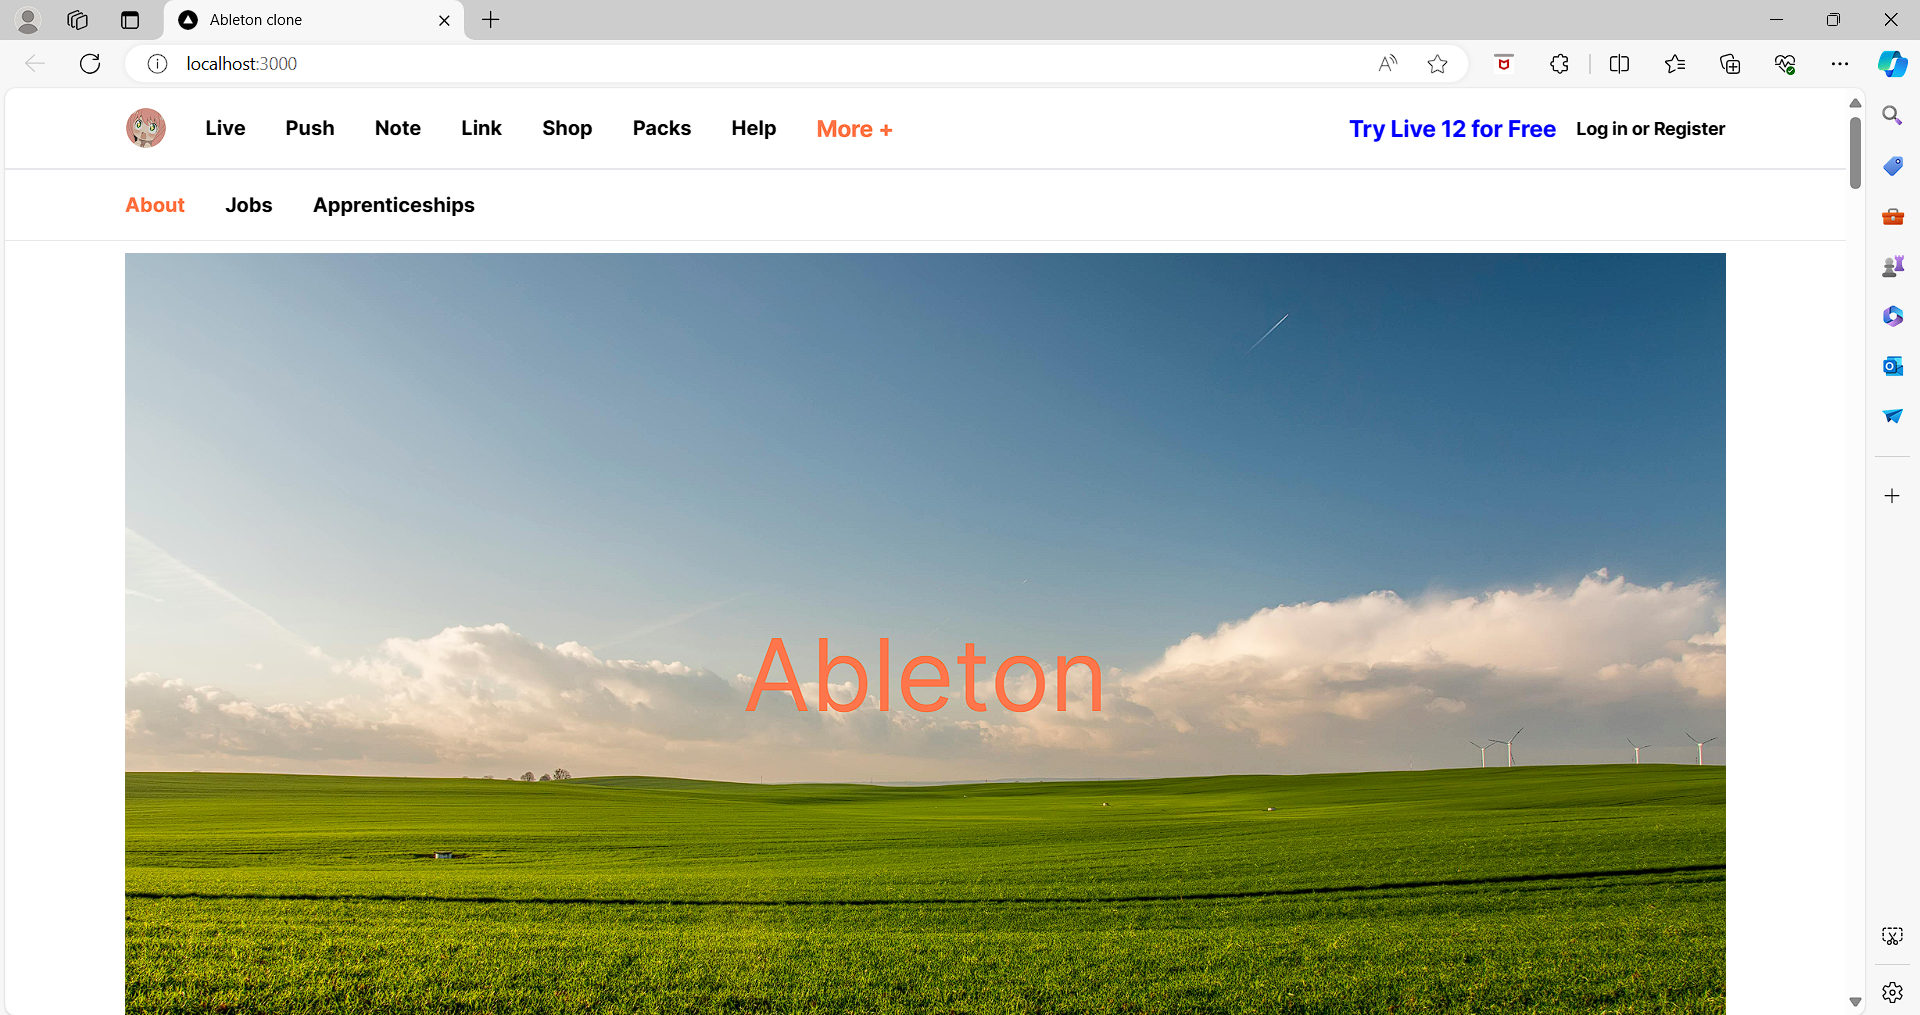 Ableton clone
localhost:3000
Live Push Note Link Shop Packs Help More + Try Live 12 for Free Log in or Register
About Jobs Apprenticeships
Ableton